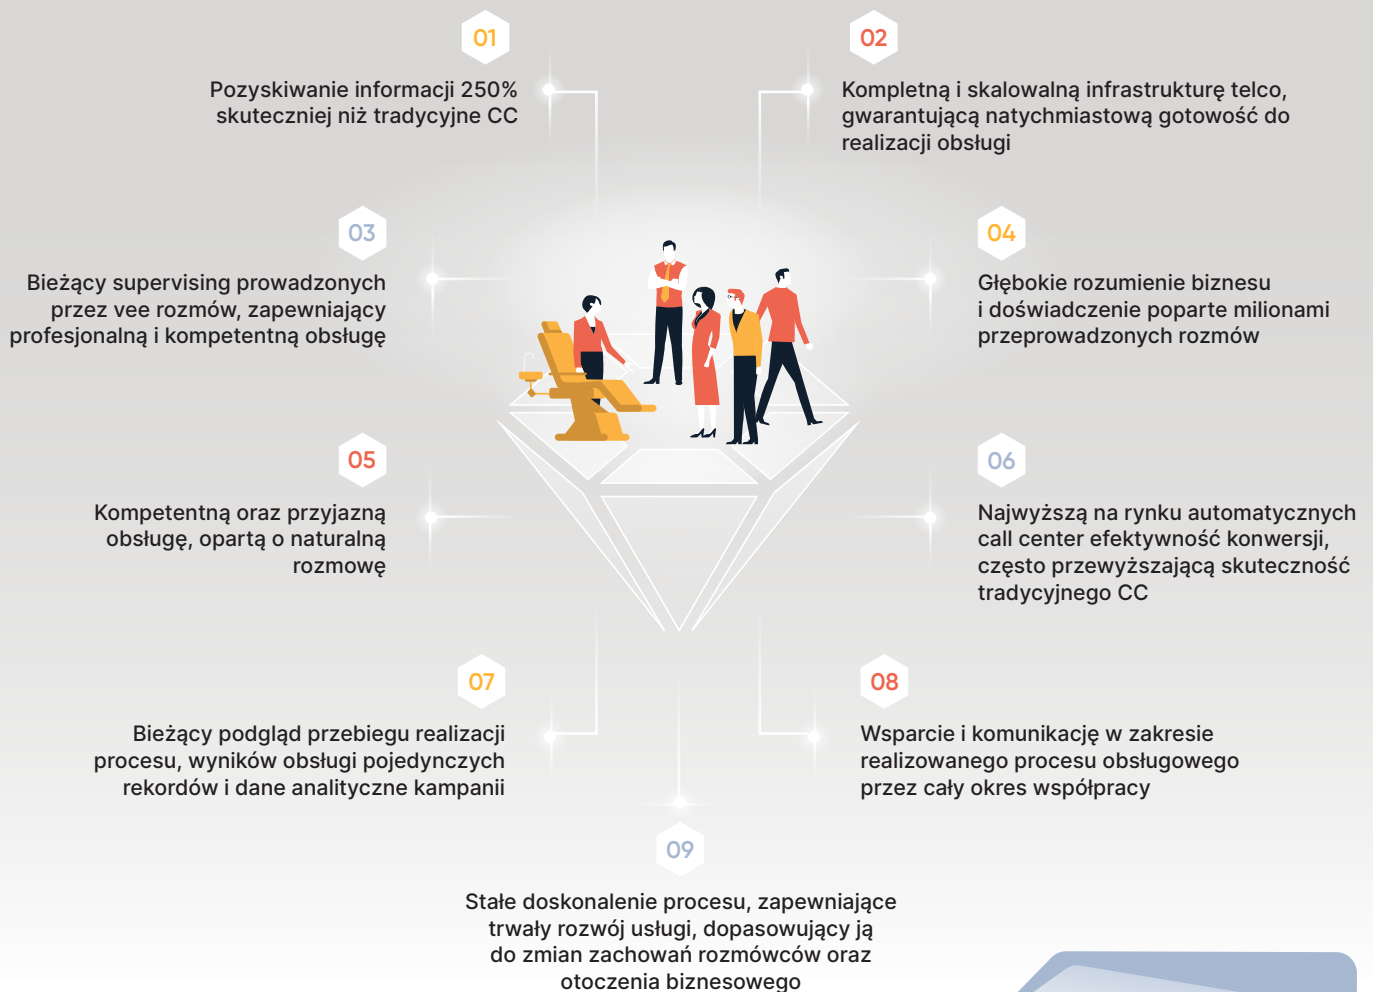 01
Pozyskiwanie informacji 250%
skuteczniej niż tradycyjne CC
02
Kompletną i skalowalną infrastrukturę telco,
gwarantującą natychmiastową gotowość do
realizacji obsługi
03
Bieżący supervising prowadzonych
przez vee rozmów, zapewniający
profesjonalną i kompetentną obsługę
04
Głębokie rozumienie biznesu
i doświadczenie poparte milionami
przeprowadzonych rozmów
05
Kompetentną oraz przyjazną
obsługę, opartą o naturalną
rozmowę
06
Najwyższą na rynku automatycznych
call center efektywność konwersji,
często przewyższającą skuteczność
tradycyjnego CC
07
Bieżący podgląd przebiegu realizacji
procesu, wyników obsługi pojedynczych
rekordów i dane analityczne kampanii
08
Wsparcie i komunikację w zakresie
realizowanego procesu obsługowego
przez cały okres współpracy
09
Stałe doskonalenie procesu, zapewniające
trwały rozwój usługi, dopasowujący ją
do zmian zachowań rozmówców oraz
otoczenia biznesowego